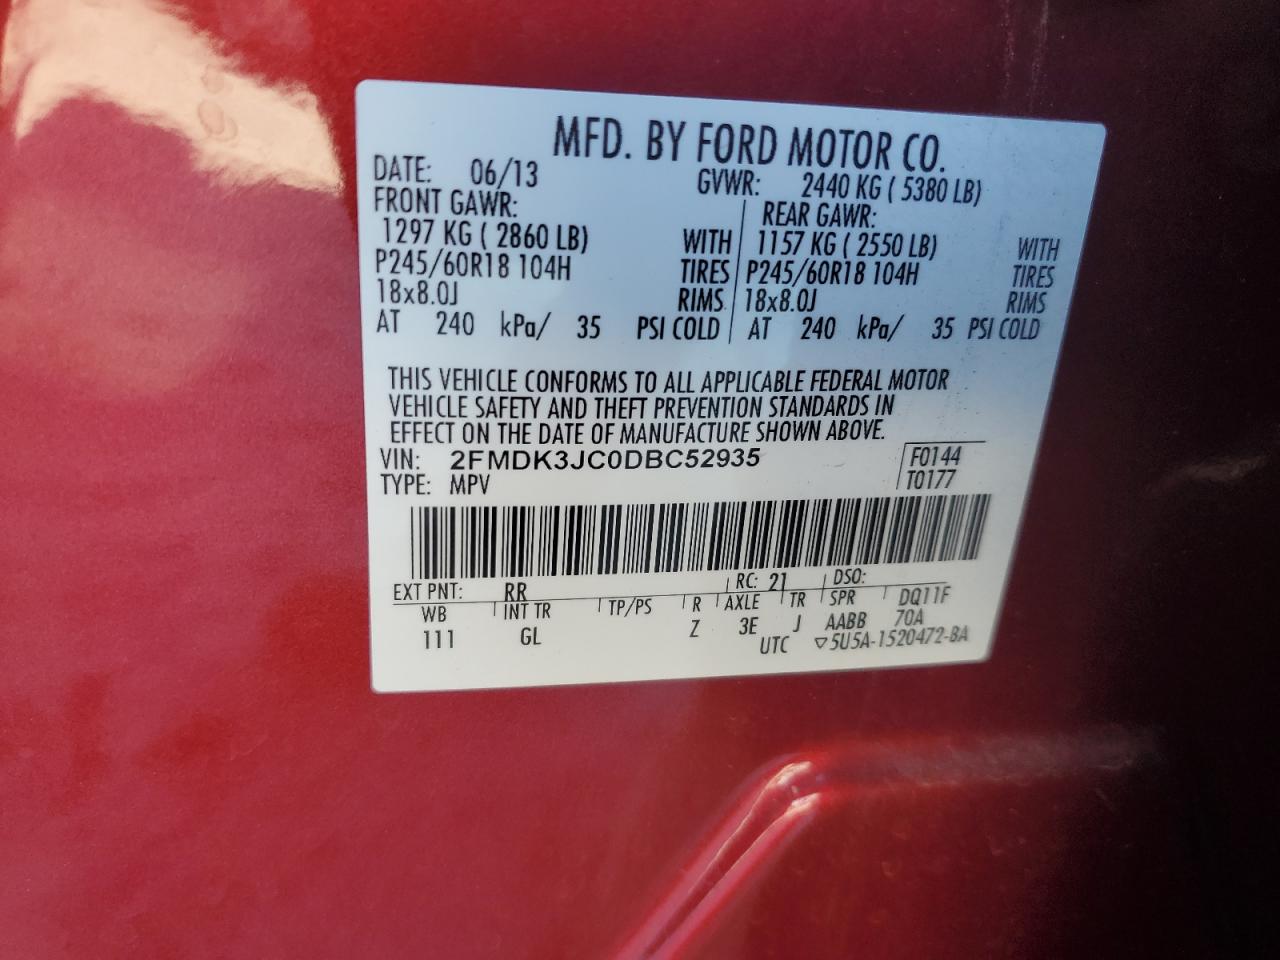 MFD. BY FORD MOTOR CO.
DATE: 06/13 GVWR: 2440 KG ( 5380 LB)
FRONT GAWR: REAR GAWR:
1297 KG ( 2860 LB) WITH 1157 KG ( 2550 LB) WITH
P245/60R18 104H TIRES P245/60R18 104H TIRES
18x8.0J RIMS 18x8.0J RIMS
AT 240 kPa/ 35 PSI COLD AT 240 kPa/ 35 PSI COLD
THIS VEHICLE CONFORMS TO ALL APPLICABLE FEDERAL MOTOR
VEHICLE SAFETY AND THEFT PREVENTION STANDARDS IN
EFFECT ON THE DATE OF MANUFACTURE SHOWN ABOVE.
VIN: 2FMDK3JC0DBC52935 F0144
TYPE: MPV T0177
EXT PNT: RR RC: 21 DSO:
WB INT TR TP/PS R AXLE TR SPR DQ11F
111 GL Z 3E J AABB 70A
UTC ▽5U5A-1520472-BA